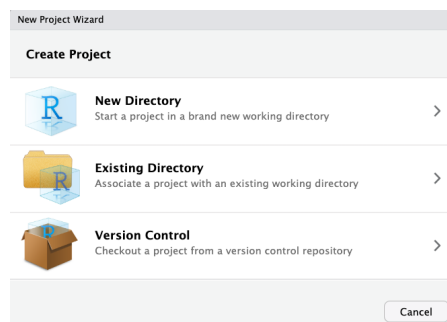 New Project Wizard
Create Project
R
New Directory
Start a project in a brand new working directory
R
Existing Directory
Associate a project with an existing working directory
Version Control
Checkout a project from a version control repository
Cancel